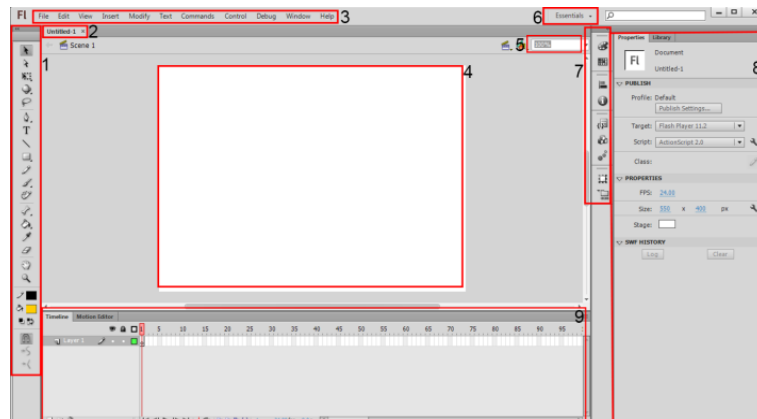 Fl File Edit View Insert Modify Text Commands Control Debug Window Help 3 6 Essentials
Untitled-1 × 2
1 Scene 1 5
4
7
8
Properties Library
Fl Document
Untitled-1
PUBLISH
Profile: Default
Publish Settings...
Target: Flash Player 11.2
Script: ActionScript 2.0
Class:
PROPERTIES
FPS: 24.00
Size: 550 x 400 px
Stage:
SWF HISTORY
Log Clear
T
Timeline Motion Editor 9
1 5 10 15 20 25 30 35 40 45 50 55 60 65 70 75 80 85 90 95
Layer 1